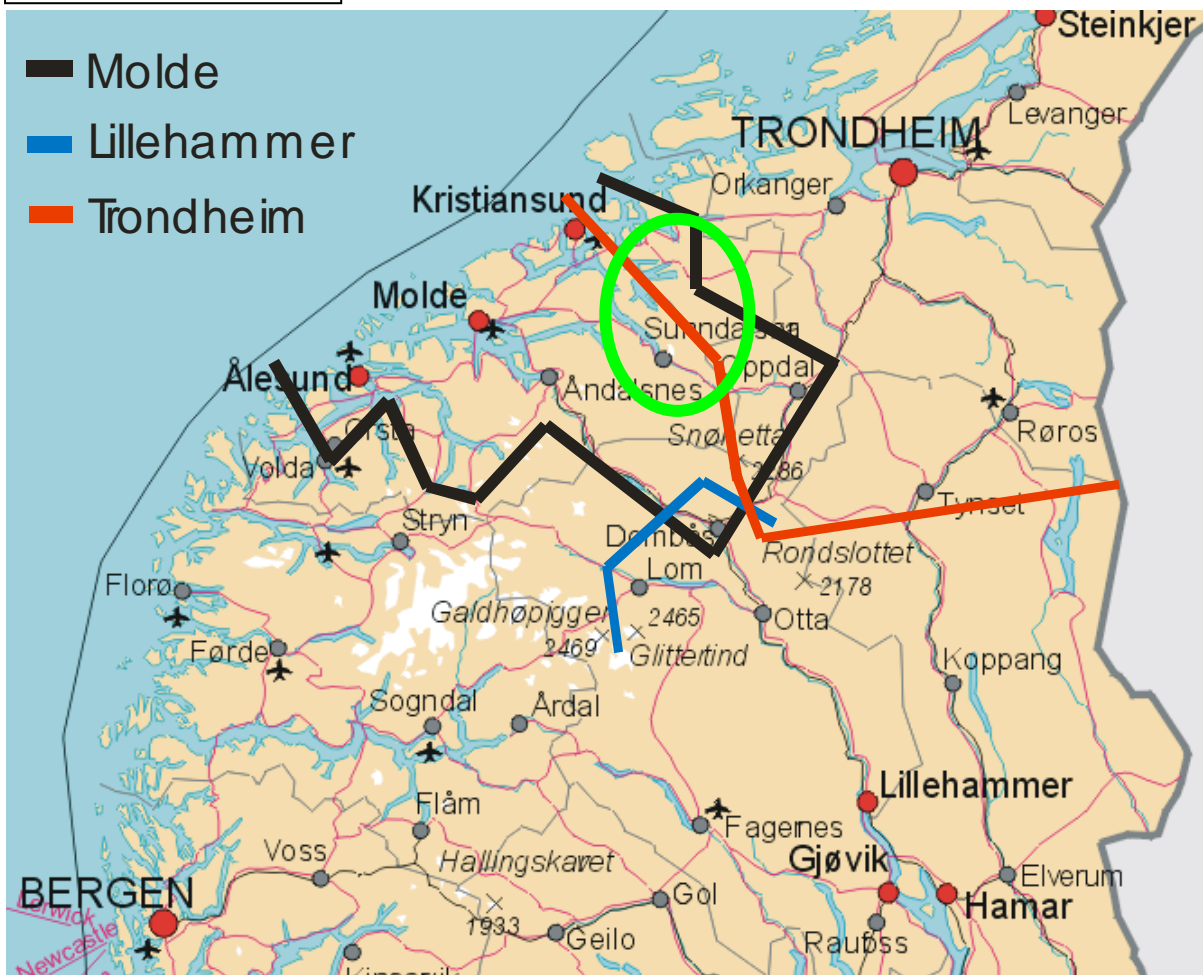 Steinkjer
Molde
Levanger
Lillehammer
TRONDHEIM
Orkanger
Trondheim
Kristiansund
Molde
Sunndalsøra
Oppdal
Ålesund
Åndalsnes
Ørsta
Røros
Snøhetta
Volda
2286
Tynset
Stryn
Dombås
Rondslottet
Lom
Florø
2178
Galdhøpiggen
2465
Otta
2469
Glittertind
Førde
Koppang
Sogndal
Årdal
Lillehammer
Flåm
Fagernes
Voss
Hallingskarvet
Gjøvik
Elverum
BERGEN
Gol
Hamar
Lerwick
1933
Geilo
Raufoss
Newcastle
Kinsarvik